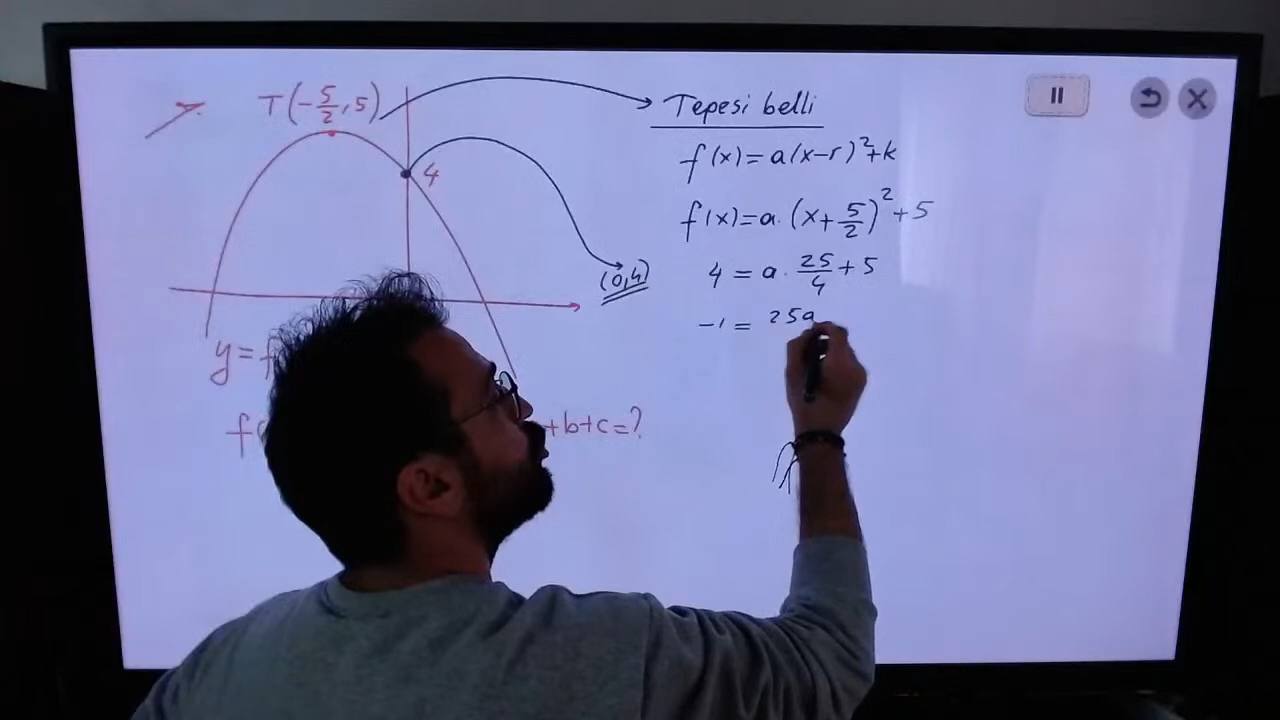 T(-5/2, 5)
4
(0,4)
y=f
f( +b+c=?
Tepesi belli
f(x)=a(x-r)²+k
f(x)=a.(x+5/2)²+5
4 = a.25/4+5
-1 = 25a